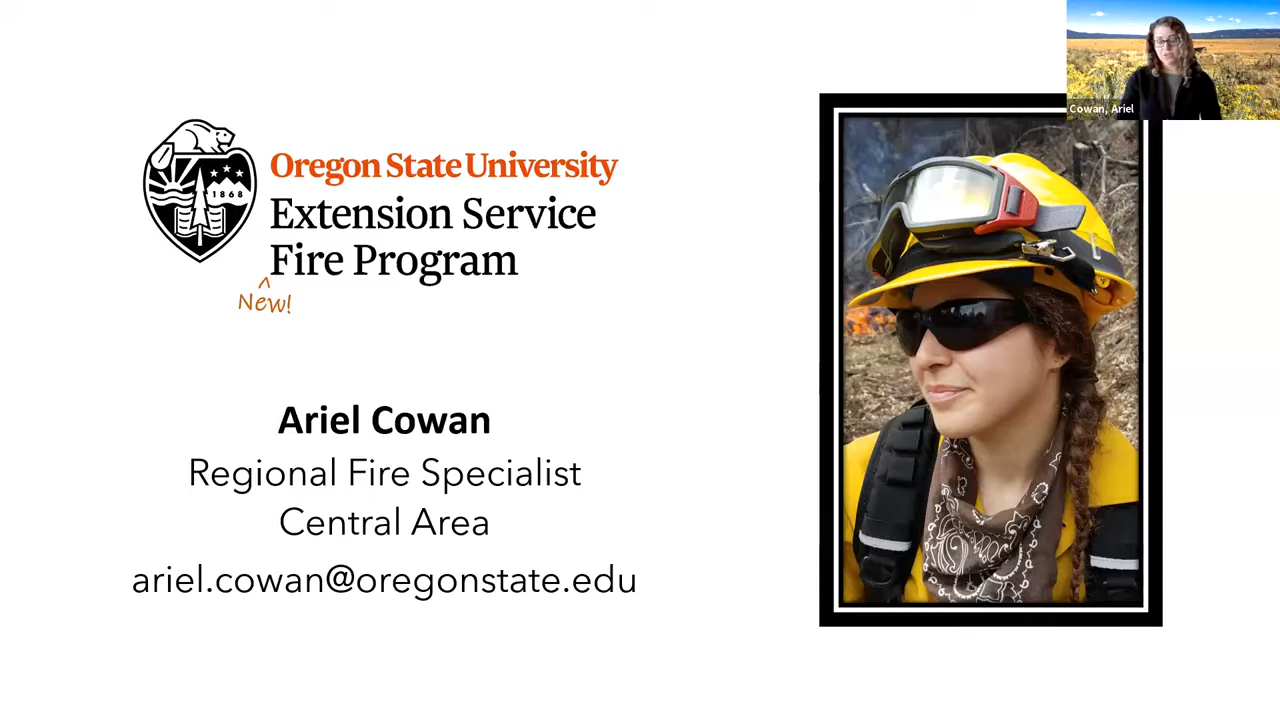 Cowan, Ariel
1868
Oregon State University
Extension Service
Fire Program
^
New!
Ariel Cowan
Regional Fire Specialist
Central Area
ariel.cowan@oregonstate.edu